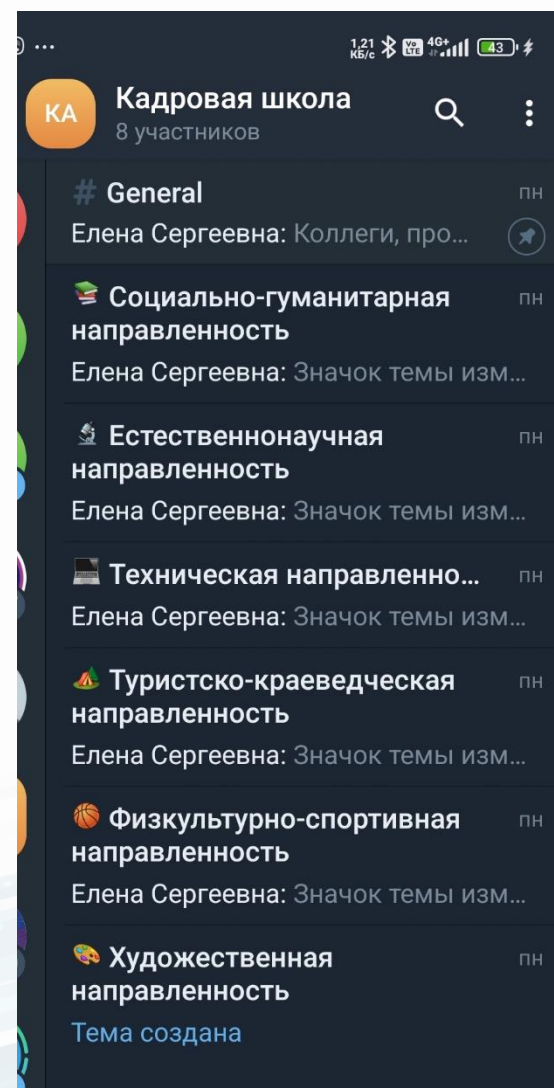 1,21 КБ/с Vo LTE 4G+ 43
КА Кадровая школа
8 участников
# General пн
Елена Сергеевна: Коллеги, про...
Социально-гуманитарная пн
направленность
Елена Сергеевна: Значок темы изм...
Естественнонаучная пн
направленность
Елена Сергеевна: Значок темы изм...
Техническая направленно... пн
Елена Сергеевна: Значок темы изм...
Туристско-краеведческая пн
направленность
Елена Сергеевна: Значок темы изм...
Физкультурно-спортивная пн
направленность
Елена Сергеевна: Значок темы изм...
Художественная пн
направленность
Тема создана